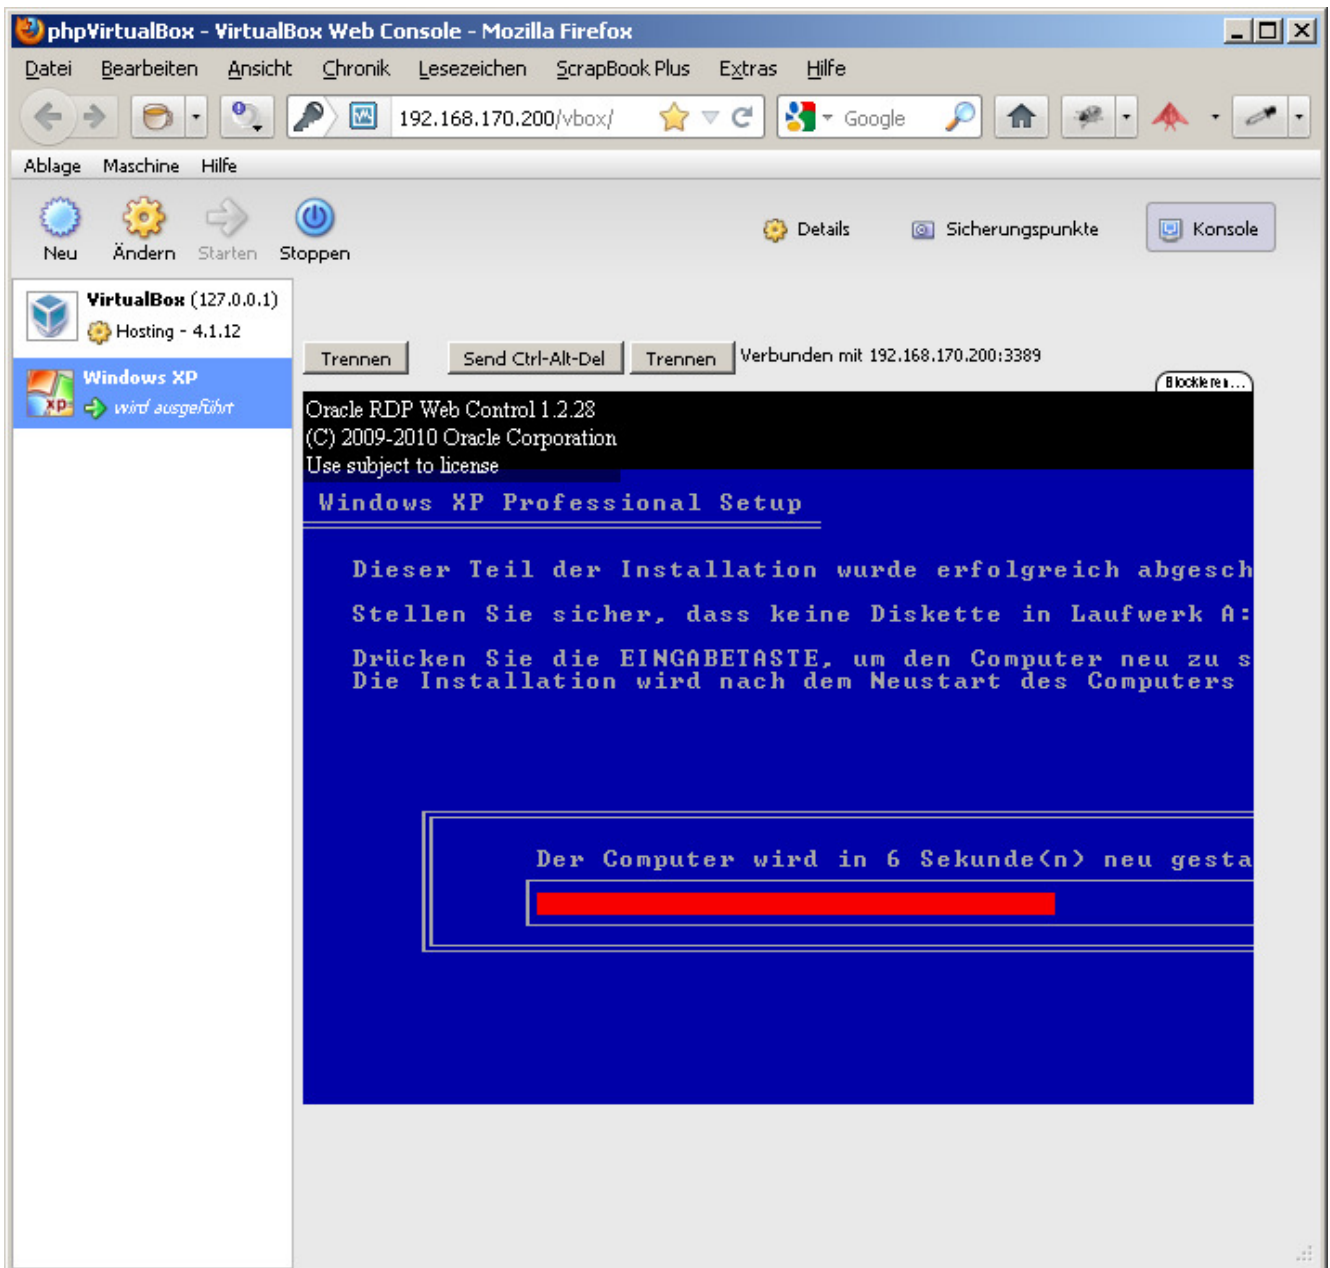 phpVirtualBox - VirtualBox Web Console - Mozilla Firefox
Datei Bearbeiten Ansicht Chronik Lesezeichen ScrapBook Plus Extras Hilfe
192.168.170.200/vbox/ Google
Ablage Maschine Hilfe
Neu Ändern Starten Stoppen Details Sicherungspunkte Konsole
VirtualBox (127.0.0.1)
Hosting - 4.1.12
Windows XP
XP wird ausgeführt
Trennen Send Ctrl-Alt-Del Trennen Verbunden mit 192.168.170.200:3389
Blockieren...
Oracle RDP Web Control 1.2.28
(C) 2009-2010 Oracle Corporation
Use subject to license
Windows XP Professional Setup
Dieser Teil der Installation wurde erfolgreich abgesch
Stellen Sie sicher, dass keine Diskette in Laufwerk A:
Drücken Sie die EINGABETASTE, um den Computer neu zu s
Die Installation wird nach dem Neustart des Computers
Der Computer wird in 6 Sekunde(n) neu gesta